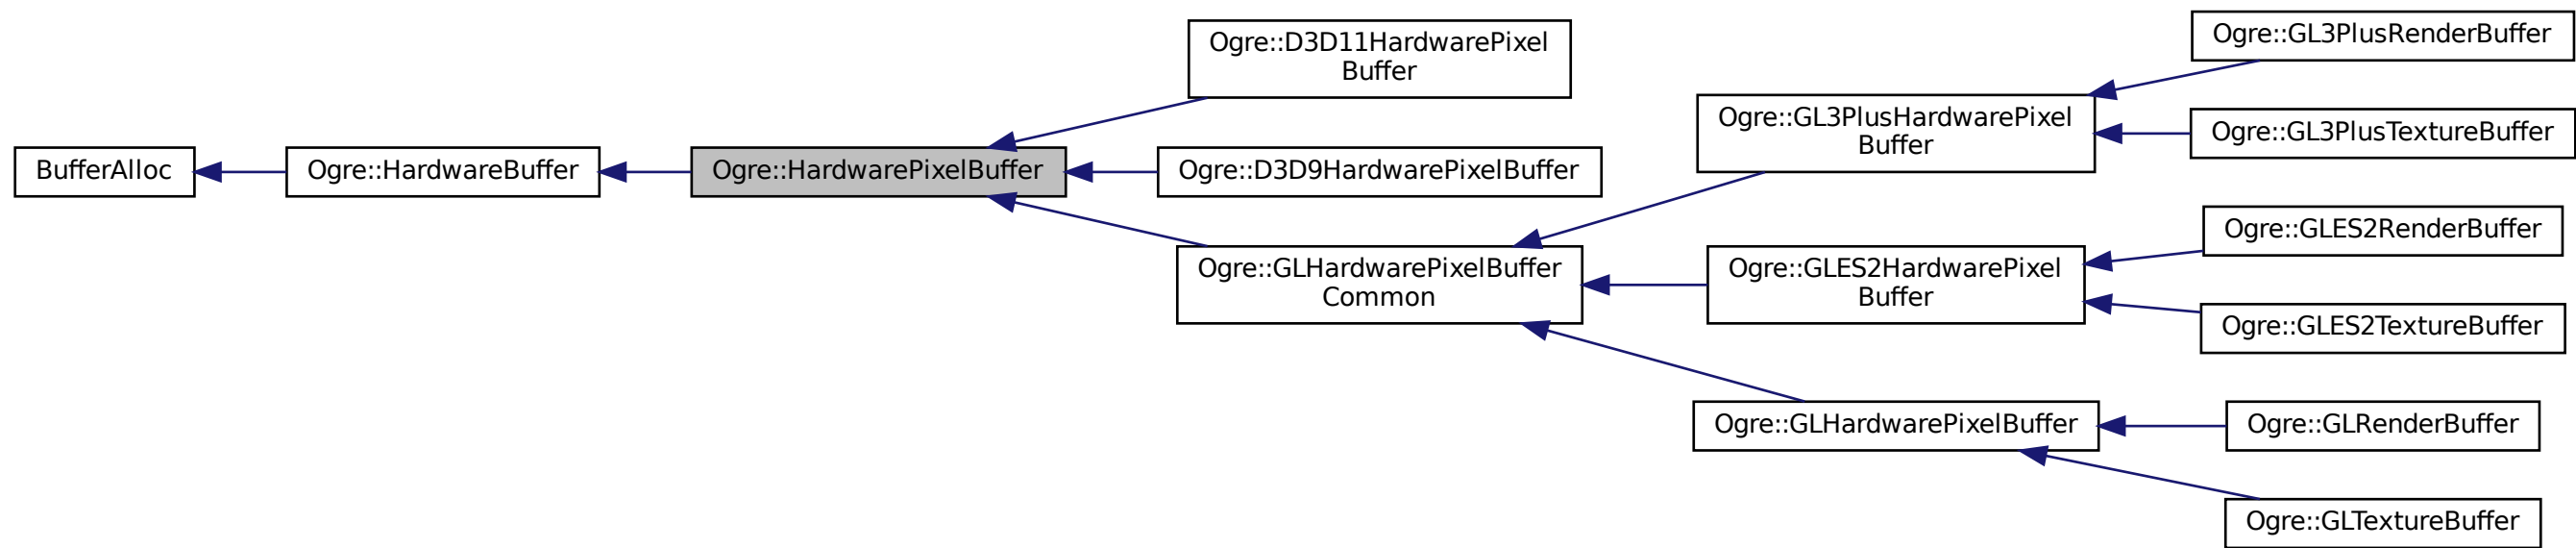 BufferAlloc
Ogre::HardwareBuffer
Ogre::HardwarePixelBuffer
Ogre::D3D11HardwarePixel
Buffer
Ogre::D3D9HardwarePixelBuffer
Ogre::GLHardwarePixelBuffer
Common
Ogre::GL3PlusHardwarePixel
Buffer
Ogre::GLES2HardwarePixel
Buffer
Ogre::GLHardwarePixelBuffer
Ogre::GL3PlusRenderBuffer
Ogre::GL3PlusTextureBuffer
Ogre::GLES2RenderBuffer
Ogre::GLES2TextureBuffer
Ogre::GLRenderBuffer
Ogre::GLTextureBuffer